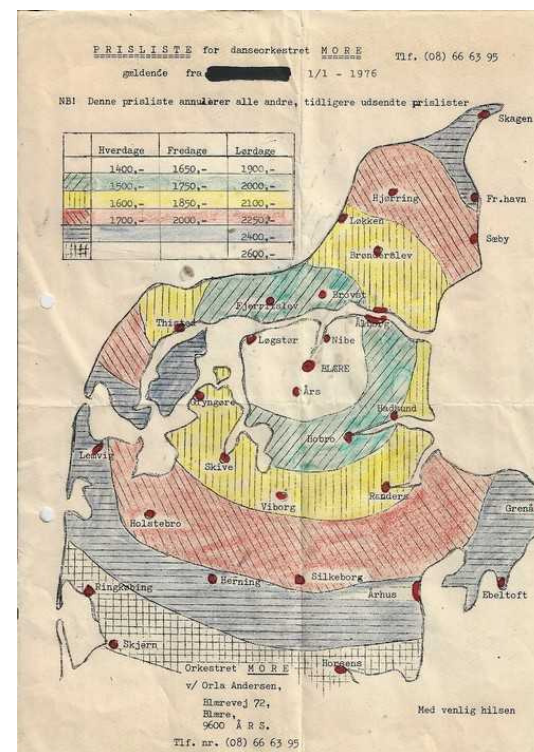 PRISLISTE for danseorkestret MORE
Tlf. (08) 66 63 95
gældende fra 1/1 - 1976
NB! Denne prisliste annulerer alle andre, tidligere udsendte prislister
Hverdage Fredage Lørdage
1400,- 1650,- 1900,-
1500,- 1750,- 2000,-
1600,- 1850,- 2100,-
1700,- 2000,- 2250,-
2400,-
2600,-
Skagen
Hjørring
Fr.havn
Løkken
Sæby
Brønderslev
Fjerritslev
Brovst
Thisted
Ålborg
Løgstør
Nibe
BLÆRE
Års
Glyngøre
Hadsund
Hobro
Lemvig
Skive
Viborg
Randers
Grenå
Holstebro
Herning
Silkeborg
Ringkøbing
Århus
Ebeltoft
Skjern
Horsens
Orkestret MORE
v/ Orla Andersen,
Blærevej 72,
Blære,
9600 ÅRS.
Med venlig hilsen
Tlf. nr. (08) 66 63 95